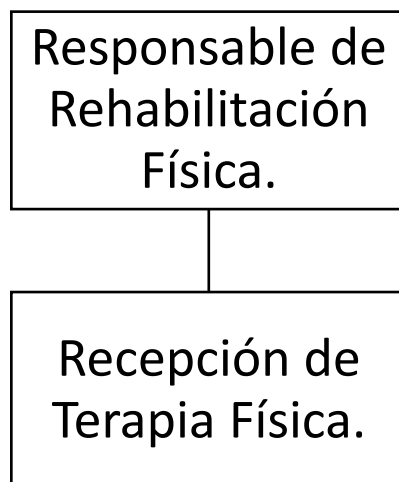 Responsable de
Rehabilitación
Física.
Recepción de
Terapia Física.